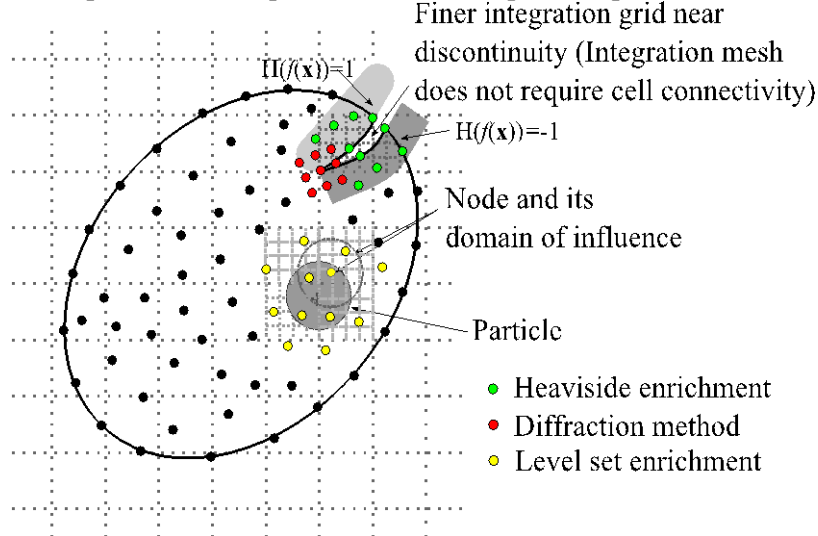 Finer integration grid near
discontinuity (Integration mesh
does not require cell connectivity)
H(f(x))=1
H(f(x))=-1
Node and its
domain of influence
Particle
Heaviside enrichment
Diffraction method
Level set enrichment